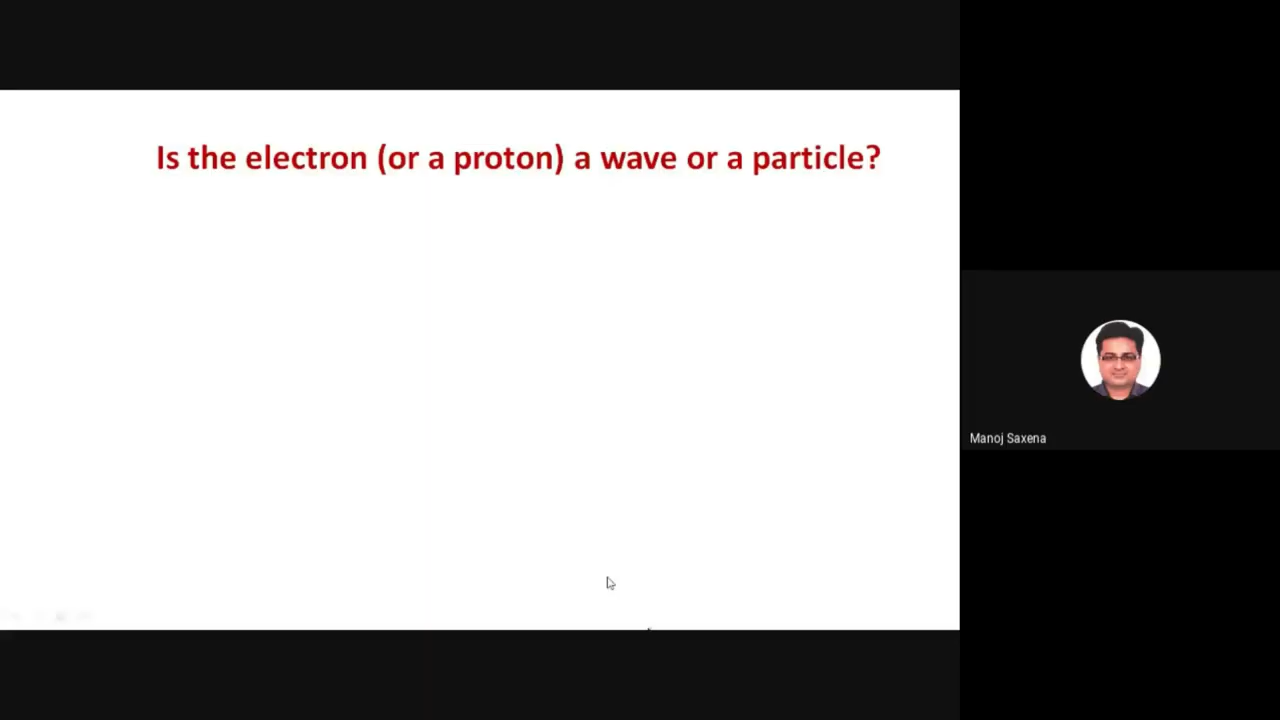 Is the electron (or a proton) a wave or a particle?
Manoj Saxena